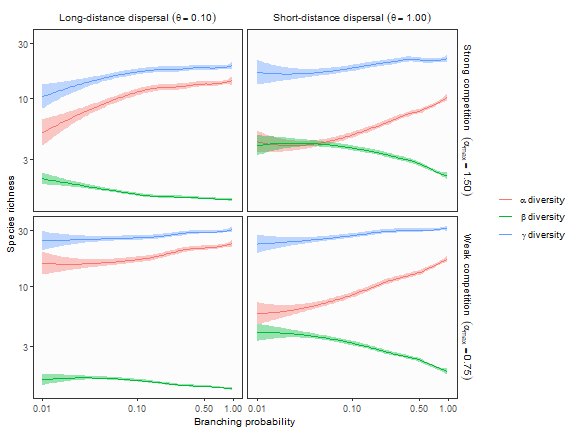 Long-distance dispersal (θ = 0.10)
Short-distance dispersal (θ = 1.00)
Species richness
30
10
3
30
10
3
Strong competition (αmax = 1.50)
Weak competition (αmax = 0.75)
α diversity
β diversity
γ diversity
0.01
0.10
0.50
1.00
0.01
0.10
0.50
1.00
Branching probability